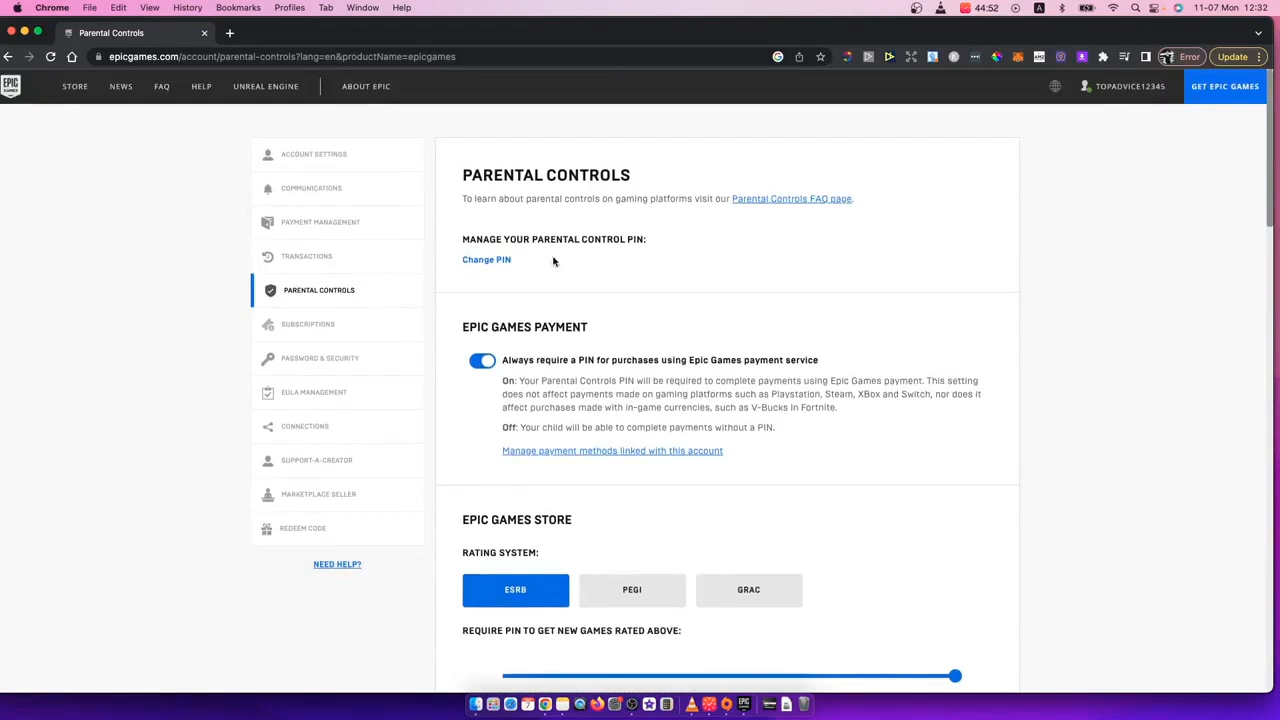 Chrome File Edit View History Bookmarks Profiles Tab Window Help 44:52 11-07 Mon 12:32
Parental Controls
epicgames.com/account/parental-controls?lang=en&productName=epicgames Error Update
EPIC GAMES STORE NEWS FAQ HELP UNREAL ENGINE ABOUT EPIC TOPADVICE12345 GET EPIC GAMES
ACCOUNT SETTINGS
COMMUNICATIONS
PAYMENT MANAGEMENT
TRANSACTIONS
PARENTAL CONTROLS
SUBSCRIPTIONS
PASSWORD & SECURITY
EULA MANAGEMENT
CONNECTIONS
SUPPORT-A-CREATOR
MARKETPLACE SELLER
REDEEM CODE
NEED HELP?
PARENTAL CONTROLS
To learn about parental controls on gaming platforms visit our Parental Controls FAQ page.
MANAGE YOUR PARENTAL CONTROL PIN:
Change PIN
EPIC GAMES PAYMENT
Always require a PIN for purchases using Epic Games payment service
On: Your Parental Controls PIN will be required to complete payments using Epic Games payment. This setting
does not affect payments made on gaming platforms such as Playstation, Steam, XBox and Switch, nor does it
affect purchases made with in-game currencies, such as V-Bucks in Fortnite.
Off: Your child will be able to complete payments without a PIN.
Manage payment methods linked with this account
EPIC GAMES STORE
RATING SYSTEM:
ESRB PEGI GRAC
REQUIRE PIN TO GET NEW GAMES RATED ABOVE: